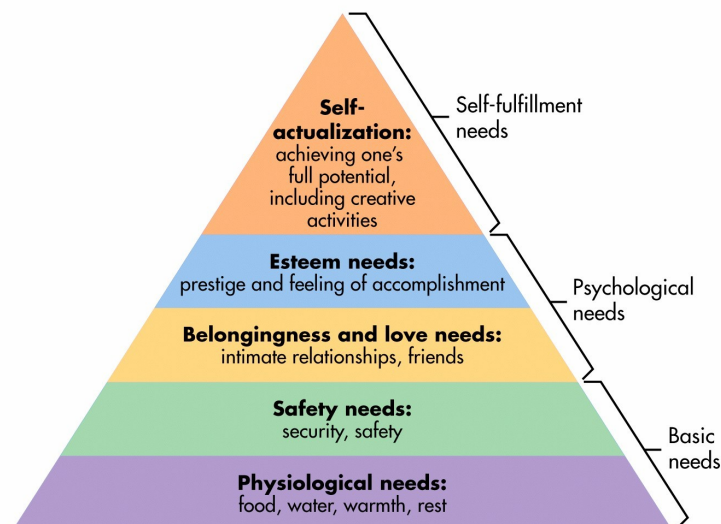 Self-
actualization:
achieving one’s
full potential,
including creative
activities
Self-fulfillment
needs
Esteem needs:
prestige and feeling of accomplishment
Psychological
needs
Belongingness and love needs:
intimate relationships, friends
Safety needs:
security, safety
Basic
needs
Physiological needs:
food, water, warmth, rest